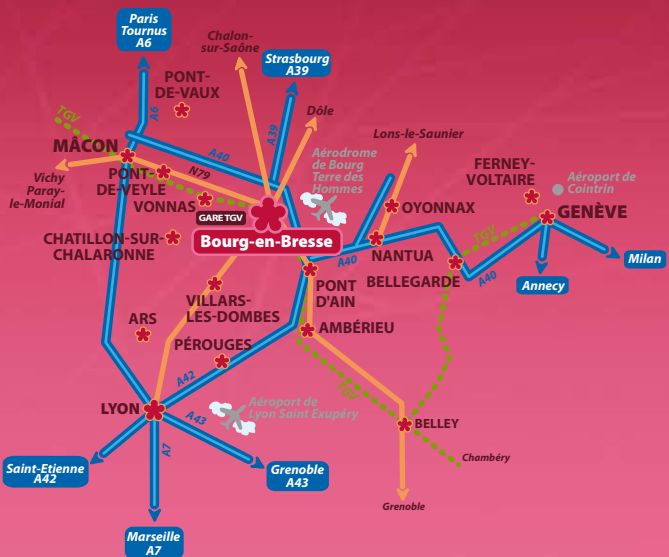 Paris
Tournus
A6
Chalon-
sur-Saône
Strasbourg
A39
PONT-
DE-VAUX
TGV
A6
A39
Dôle
MÂCON
A40
Lons-le-Saunier
Aérodrome
de Bourg
Terre des
Hommes
N79
Vichy
Paray-
le-Monial
PONT-
DE-VEYLE
VONNAS
GARE TGV
FERNEY-
VOLTAIRE
Aéroport de
Cointrin
OYONNAX
GENÈVE
CHATILLON-SUR-
CHALARONNE
Bourg-en-Bresse
TGV
A40
NANTUA
BELLEGARDE
A40
Milan
Annecy
PONT
D'AIN
VILLARS-
LES-DOMBES
ARS
AMBÉRIEU
PÉROUGES
A42
TGV
LYON
Aéroport de
Lyon Saint Exupéry
A43
BELLEY
A7
Saint-Etienne
A42
Grenoble
A43
Chambéry
Grenoble
Marseille
A7